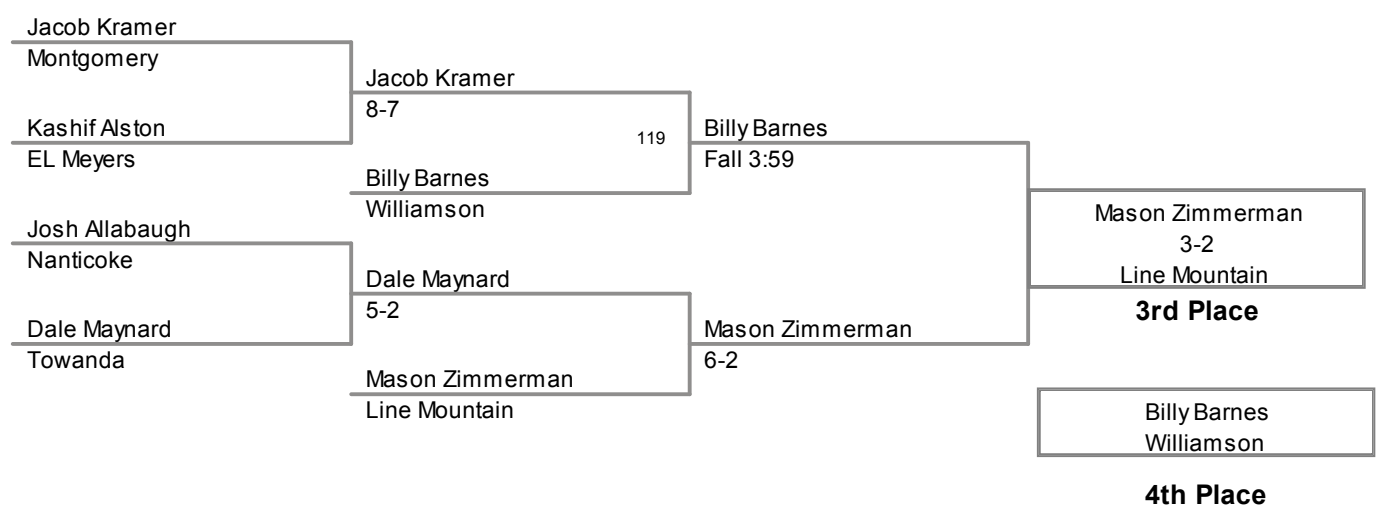 Jacob Kramer
Montgomery
Jacob Kramer
8-7
Kashif Alston
EL Meyers
119
Billy Barnes
Fall 3:59
Billy Barnes
Williamson
Josh Allabaugh
Nanticoke
Mason Zimmerman
3-2
Line Mountain
3rd Place
Dale Maynard
5-2
Dale Maynard
Towanda
Mason Zimmerman
6-2
Mason Zimmerman
Line Mountain
Billy Barnes
Williamson
4th Place